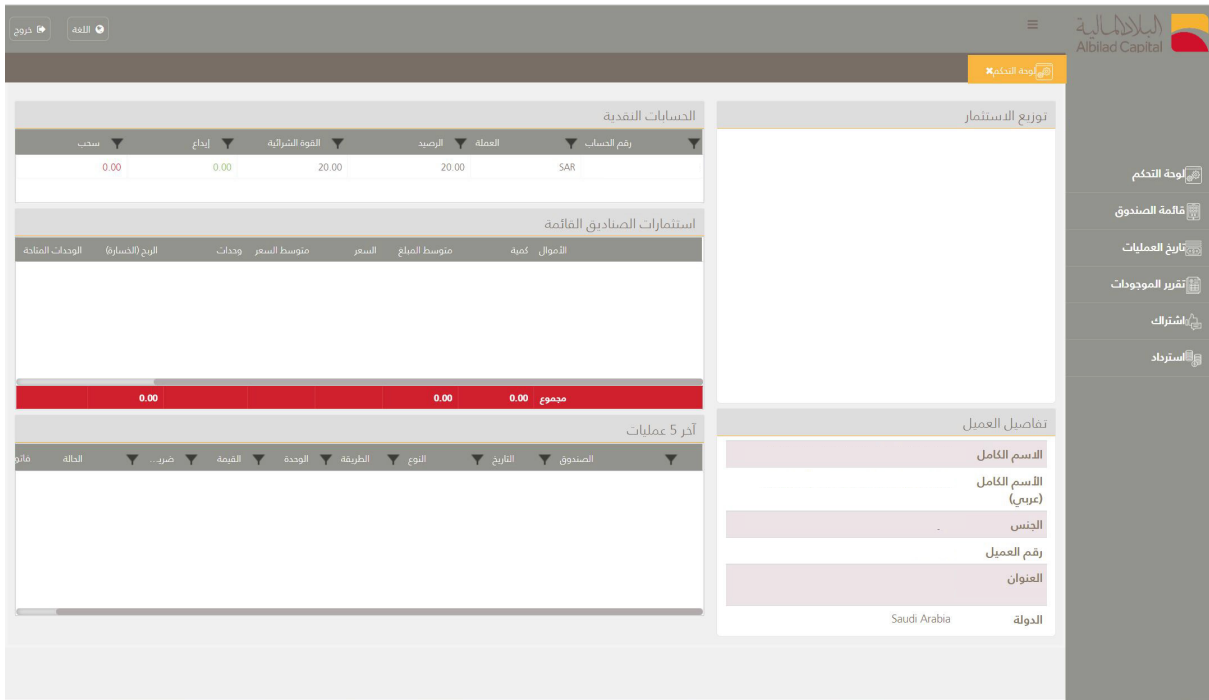 البلاد المالية
Albilad Capital
اللغة
خروج
لوحة التحكم
لوحة التحكم
قائمة الصندوق
تاريخ العمليات
تقرير الموجودات
اشتراك
استرداد
توزيع الاستثمار
الحسابات النقدية
رقم الحساب العملة الرصيد القوة الشرائية إيداع سحب
SAR 20.00 20.00 0.00 0.00
استثمارات الصناديق القائمة
الأموال كمية متوسط المبلغ السعر متوسط السعر وحدات الربح (الخسارة) الوحدات المتاحة
مجموع 0.00 0.00 0.00
آخر 5 عمليات
الصندوق التاريخ النوع الطريقة الوحدة القيمة ضريـ... الحالة فاتو
تفاصيل العميل
الاسم الكامل
الأسم الكامل
(عربي)
الجنس -
رقم العميل
العنوان
الدولة Saudi Arabia